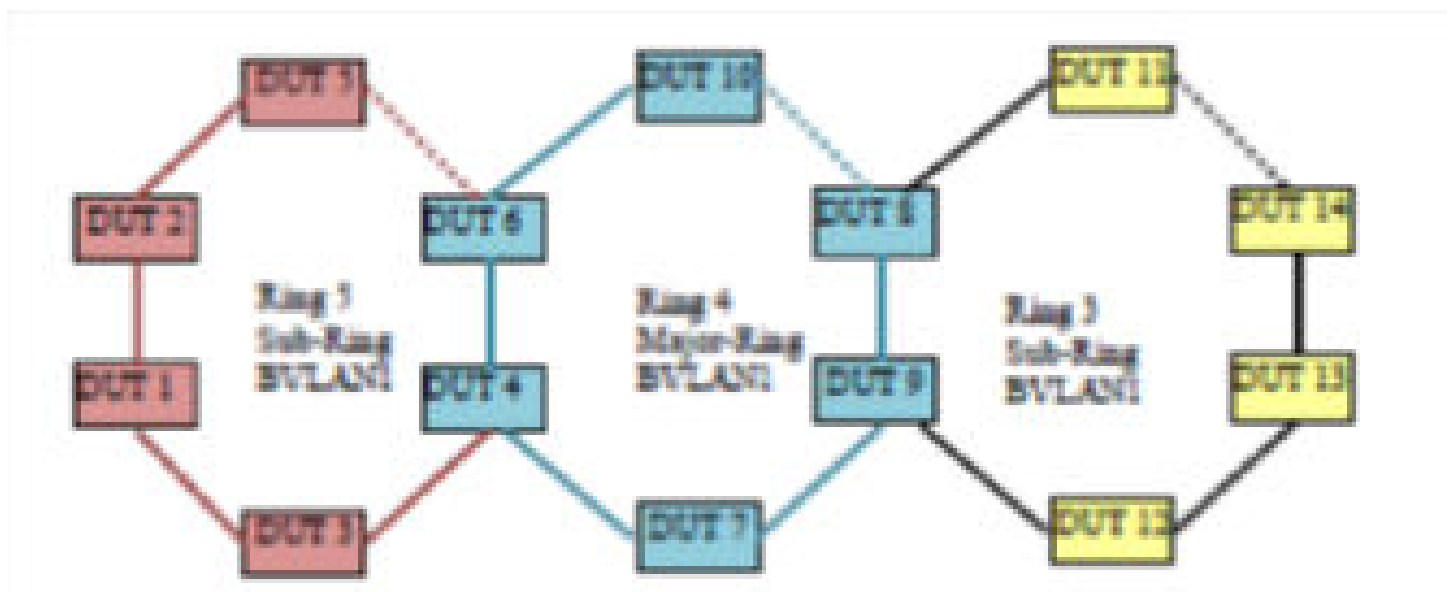 DUT 5
DUT 10
DUT 11
DUT 2
DUT 6
DUT 8
DUT 14
Ring 5
Sub-Ring
BVLAN1
Ring 4
Major-Ring
BVLAN1
Ring 3
Sub-Ring
BVLAN1
DUT 1
DUT 4
DUT 9
DUT 13
DUT 3
DUT 7
DUT 12